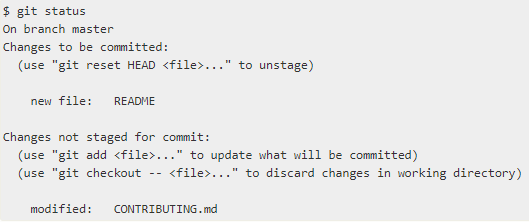 $ git status
On branch master
Changes to be committed:
  (use "git reset HEAD <file>..." to unstage)
    new file:   README
Changes not staged for commit:
  (use "git add <file>..." to update what will be committed)
  (use "git checkout -- <file>..." to discard changes in working directory)
    modified:   CONTRIBUTING.md